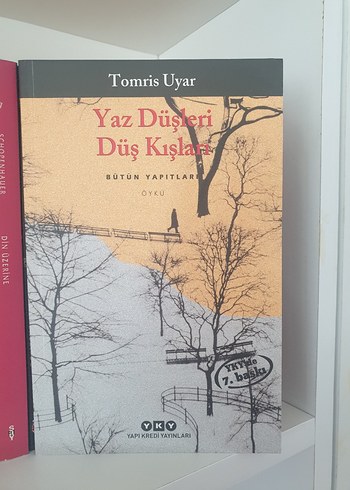 Tomris Uyar
Yaz Düşleri
Düş Kışları
BÜTÜN YAPITLARI
ÖYKÜ
YKY'de
7. baskı
YKY
YAPI KREDİ YAYINLARI
SCHOPENHAUER
DİN ÜZERİNE